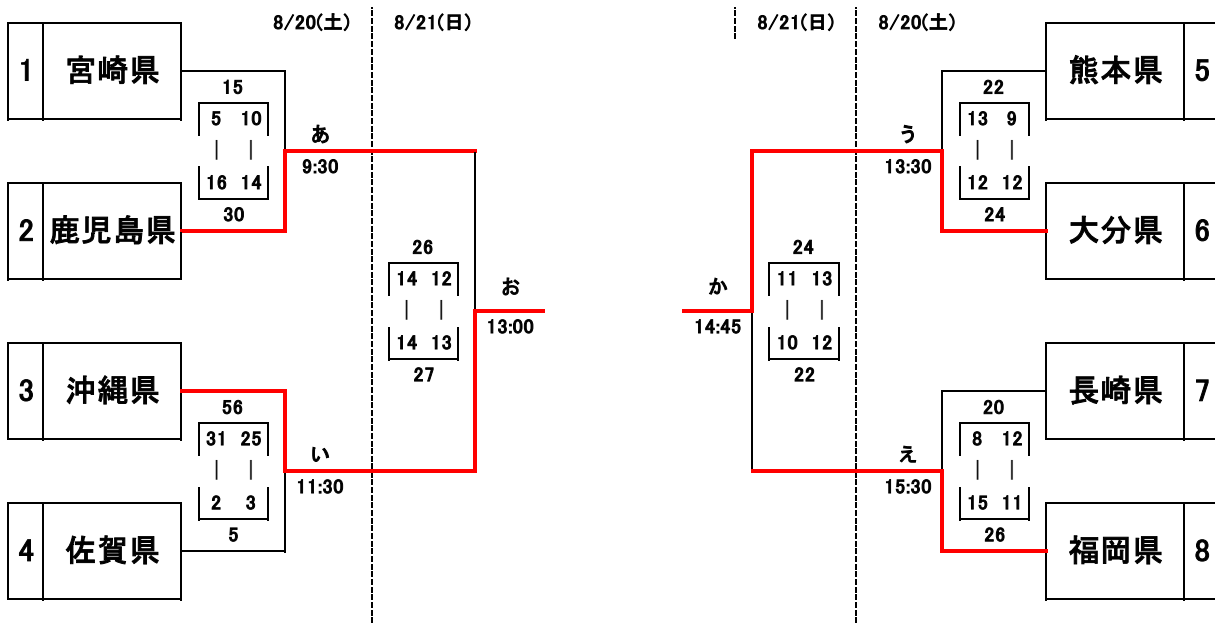 8/20(土) 8/21(日)
8/21(日) 8/20(土)
1 宮崎県
15
5 10
| |
16 14
30
2 鹿児島県
あ
9:30
3 沖縄県
56
31 25
| |
2 3
5
4 佐賀県
い
11:30
26
14 12
| |
14 13
27
お
13:00
か
14:45
24
11 13
| |
10 12
22
う
13:30
熊本県 5
22
13 9
| |
12 12
24
大分県 6
え
15:30
長崎県 7
20
8 12
| |
15 11
26
福岡県 8